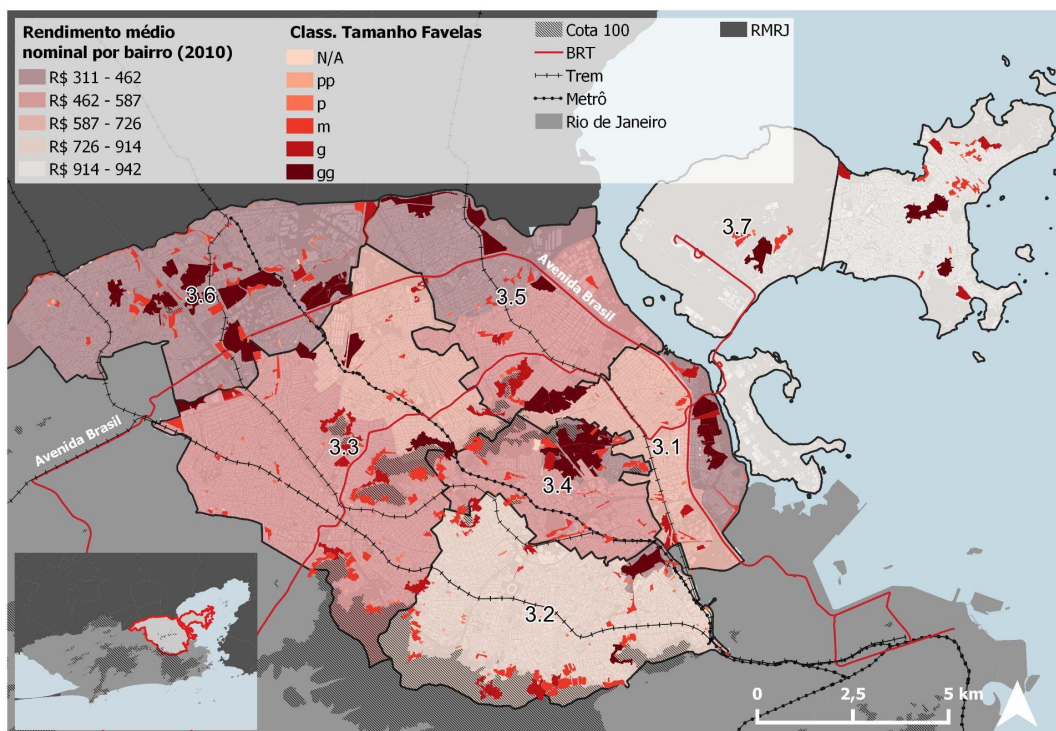 Rendimento médio
nominal por bairro (2010)
R$ 311 - 462
R$ 462 - 587
R$ 587 - 726
R$ 726 - 914
R$ 914 - 942
Class. Tamanho Favelas
N/A
pp
p
m
g
gg
Cota 100
BRT
Trem
Metrô
Rio de Janeiro
RMRJ
3.7
3.6
3.5
Avenida Brasil
Avenida Brasil
3.3
3.1
3.4
3.2
0 2,5 5 km